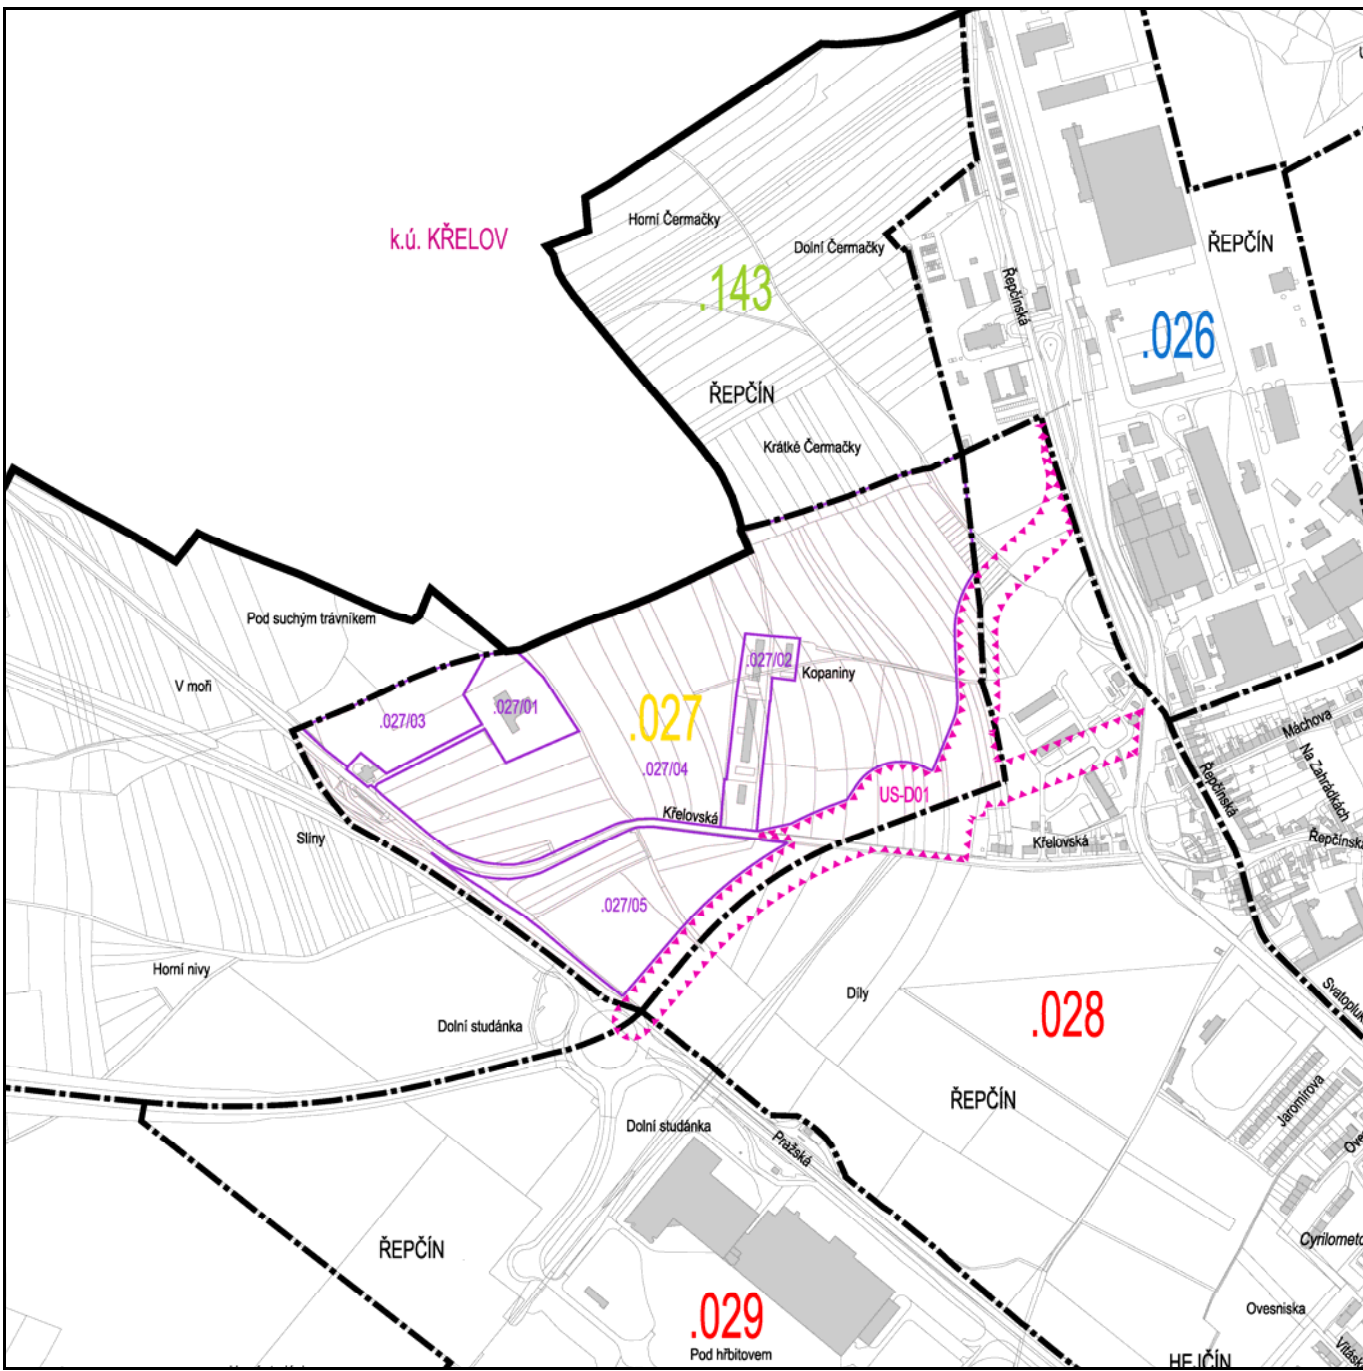 Horní Čermačky
k.ú. KŘELOV
Dolní Čermačky
ŘEPČÍN
.143
Řepčínská
.026
ŘEPČÍN
Krátké Čermačky
Pod suchým trávníkem
V moři
.027/03
.027/01
.027/02
Kopaniny
.027
.027/04
US-D01
Křelovská
Máchova
Na Zahrádkách
Řepčínská
Slíny
Křelovská
Řepčínská
.027/05
Horní nivy
Díly
.028
Dolní studánka
ŘEPČÍN
Jaromírova
Dolní studánka
Pražská
ŘEPČÍN
Ovesniska
.029
Pod hřbitovem
HEJČÍN